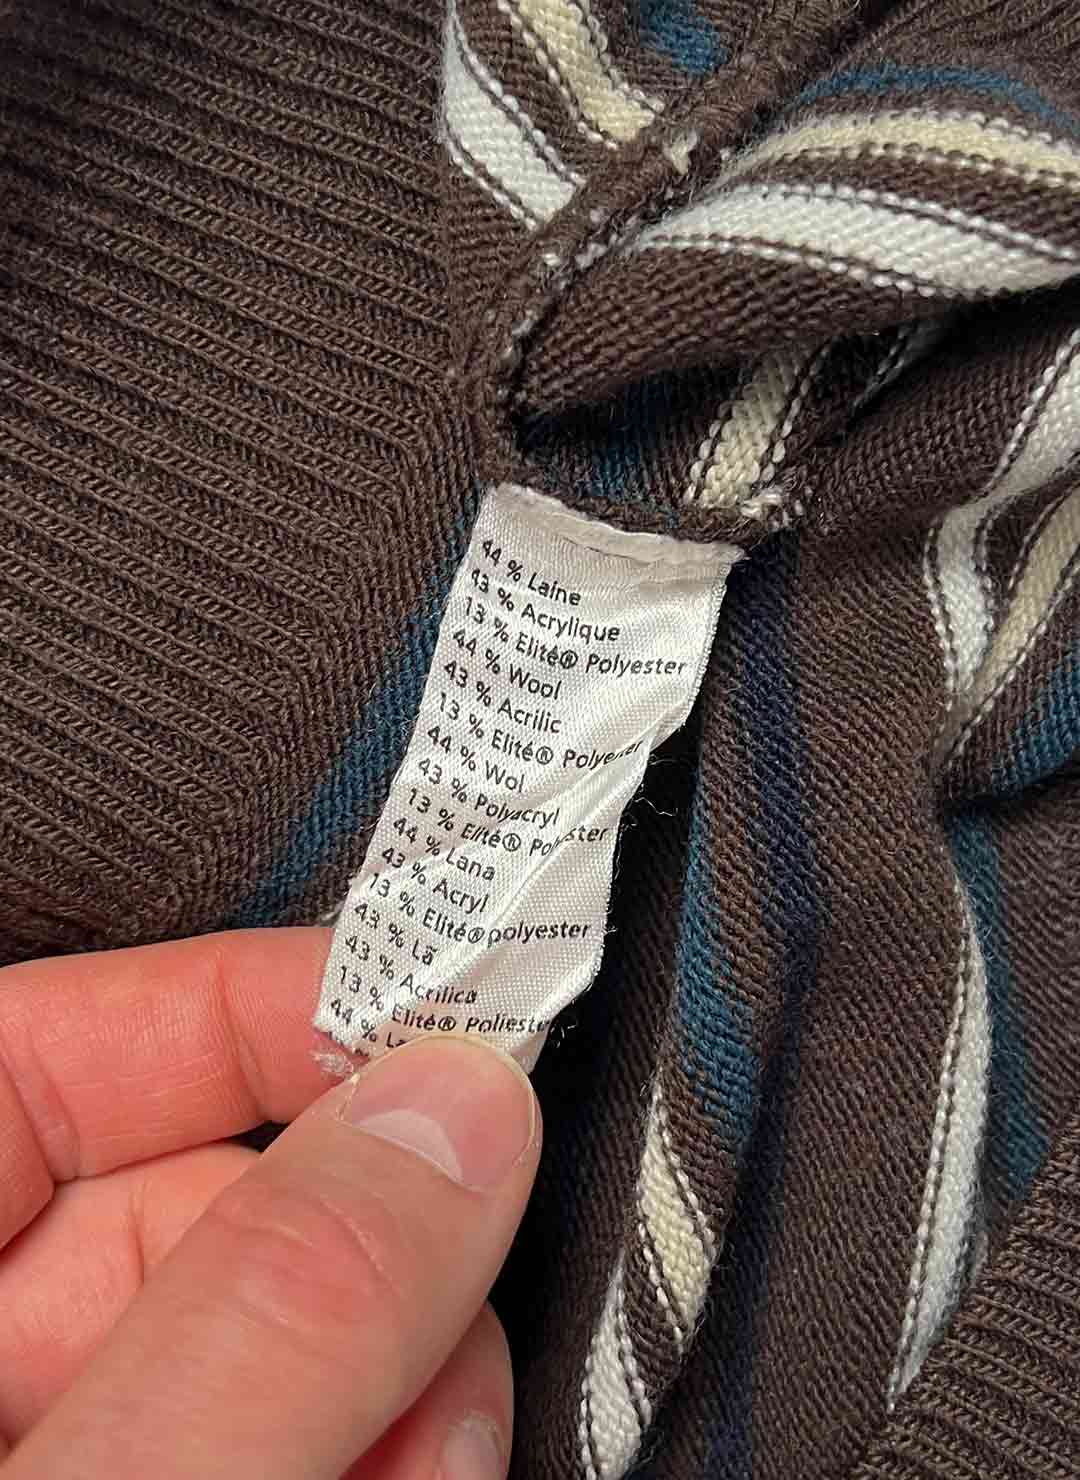 44 % Laine
43 % Acrylique
13 % Elité® Polyester
44 % Wool
43 % Acrilic
13 % Elité® Polyester
44 % Wol
43 % Polyacryl
13 % Elité® Polyester
44 % Lana
43 % Acryl
13 % Elité® polyester
43 % Lã
43 % Acrilica
13 % Elité® Poliester
44 %